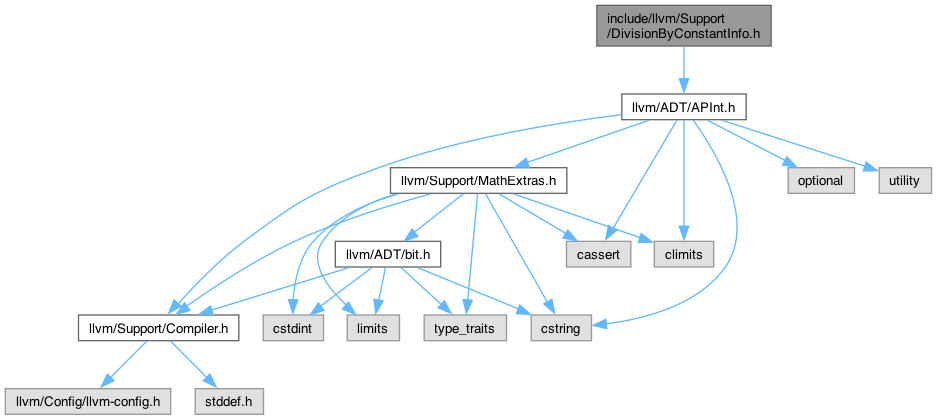 include/llvm/Support
/DivisionByConstantInfo.h
llvm/ADT/APInt.h
llvm/Support/MathExtras.h
optional
utility
llvm/ADT/bit.h
cassert
climits
llvm/Support/Compiler.h
cstdint
limits
type_traits
cstring
llvm/Config/llvm-config.h
stddef.h